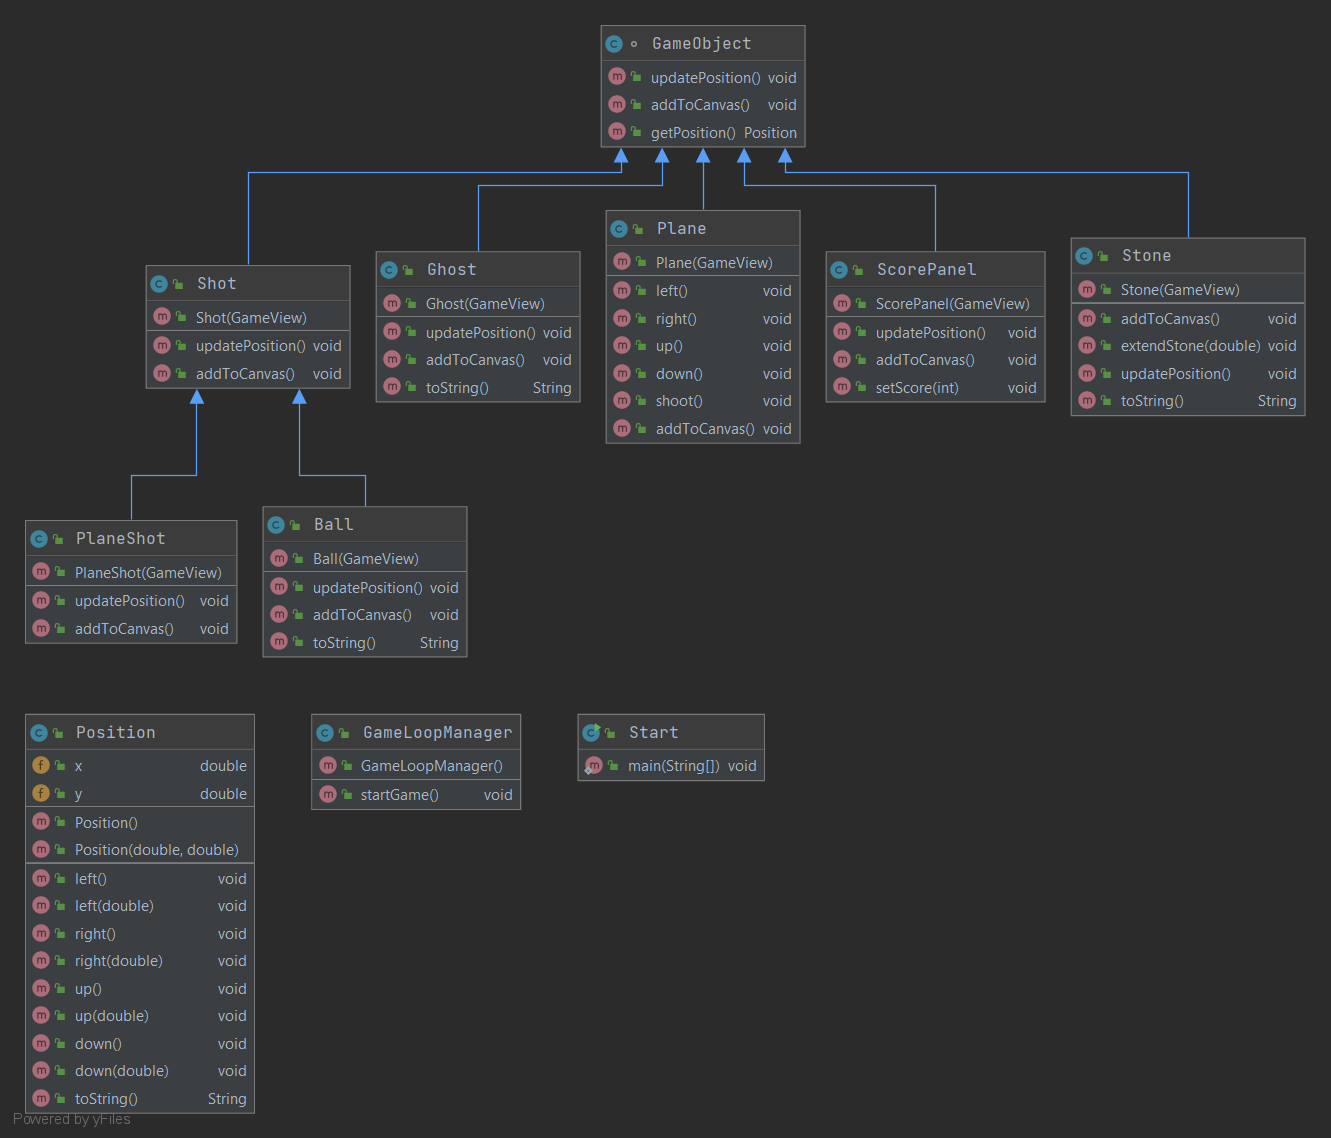 GameObject
updatePosition() void
addToCanvas() void
getPosition() Position
Shot
Shot(GameView)
updatePosition() void
addToCanvas() void
Ghost
Ghost(GameView)
updatePosition() void
addToCanvas() void
toString() String
Plane
Plane(GameView)
left() void
right() void
up() void
down() void
shoot() void
addToCanvas() void
ScorePanel
ScorePanel(GameView)
updatePosition() void
addToCanvas() void
setScore(int) void
Stone
Stone(GameView)
addToCanvas() void
extendStone(double) void
updatePosition() void
toString() String
PlaneShot
PlaneShot(GameView)
updatePosition() void
addToCanvas() void
Ball
Ball(GameView)
updatePosition() void
addToCanvas() void
toString() String
Position
x double
y double
Position()
Position(double, double)
left() void
left(double) void
right() void
right(double) void
up() void
up(double) void
down() void
down(double) void
toString() String
GameLoopManager
GameLoopManager()
startGame() void
Start
main(String[]) void
Powered by yFiles